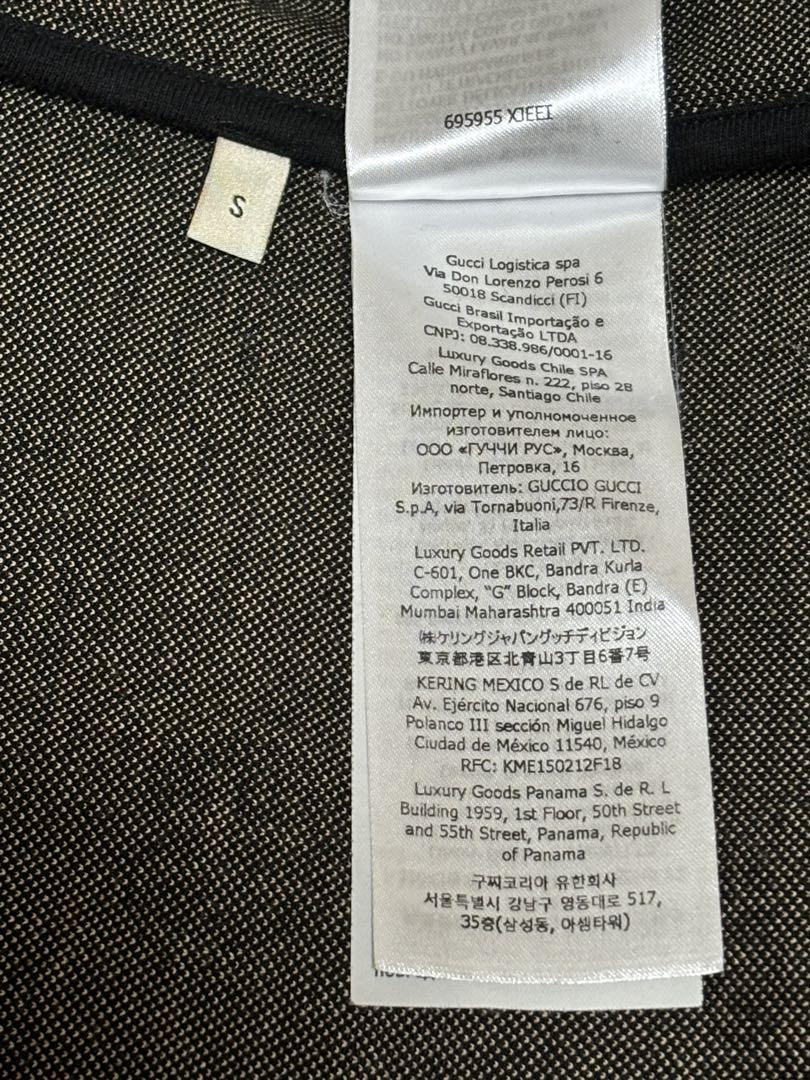 695955 XJEEI
S
Gucci Logistica spa
Via Don Lorenzo Perosi 6
50018 Scandicci (FI)
Gucci Brasil Importação e
Exportação LTDA
CNPJ: 08.338.986/0001-16
Luxury Goods Chile SPA
Calle Miraflores n. 222, piso 28
norte, Santiago Chile
Импортер и уполномоченное
изготовителем лицо:
ООО «ГУЧЧИ РУС», Москва,
Петровка, 16
Изготовитель: GUCCIO GUCCI
S.p.A, via Tornabuoni,73/R Firenze,
Italia
Luxury Goods Retail PVT. LTD.
C-601, One BKC, Bandra Kurla
Complex, "G" Block, Bandra (E)
Mumbai Maharashtra 400051 India
㈱ケリングジャパングッチディビジョン
東京都港区北青山3丁目6番7号
KERING MEXICO S de RL de CV
Av. Ejército Nacional 676, piso 9
Polanco III sección Miguel Hidalgo
Ciudad de México 11540, México
RFC: KME150212F18
Luxury Goods Panama S. de R. L
Building 1959, 1st Floor, 50th Street
and 55th Street, Panama, Republic
of Panama
구찌코리아 유한회사
서울특별시 강남구 영동대로 517,
35층(삼성동, 아셈타워)